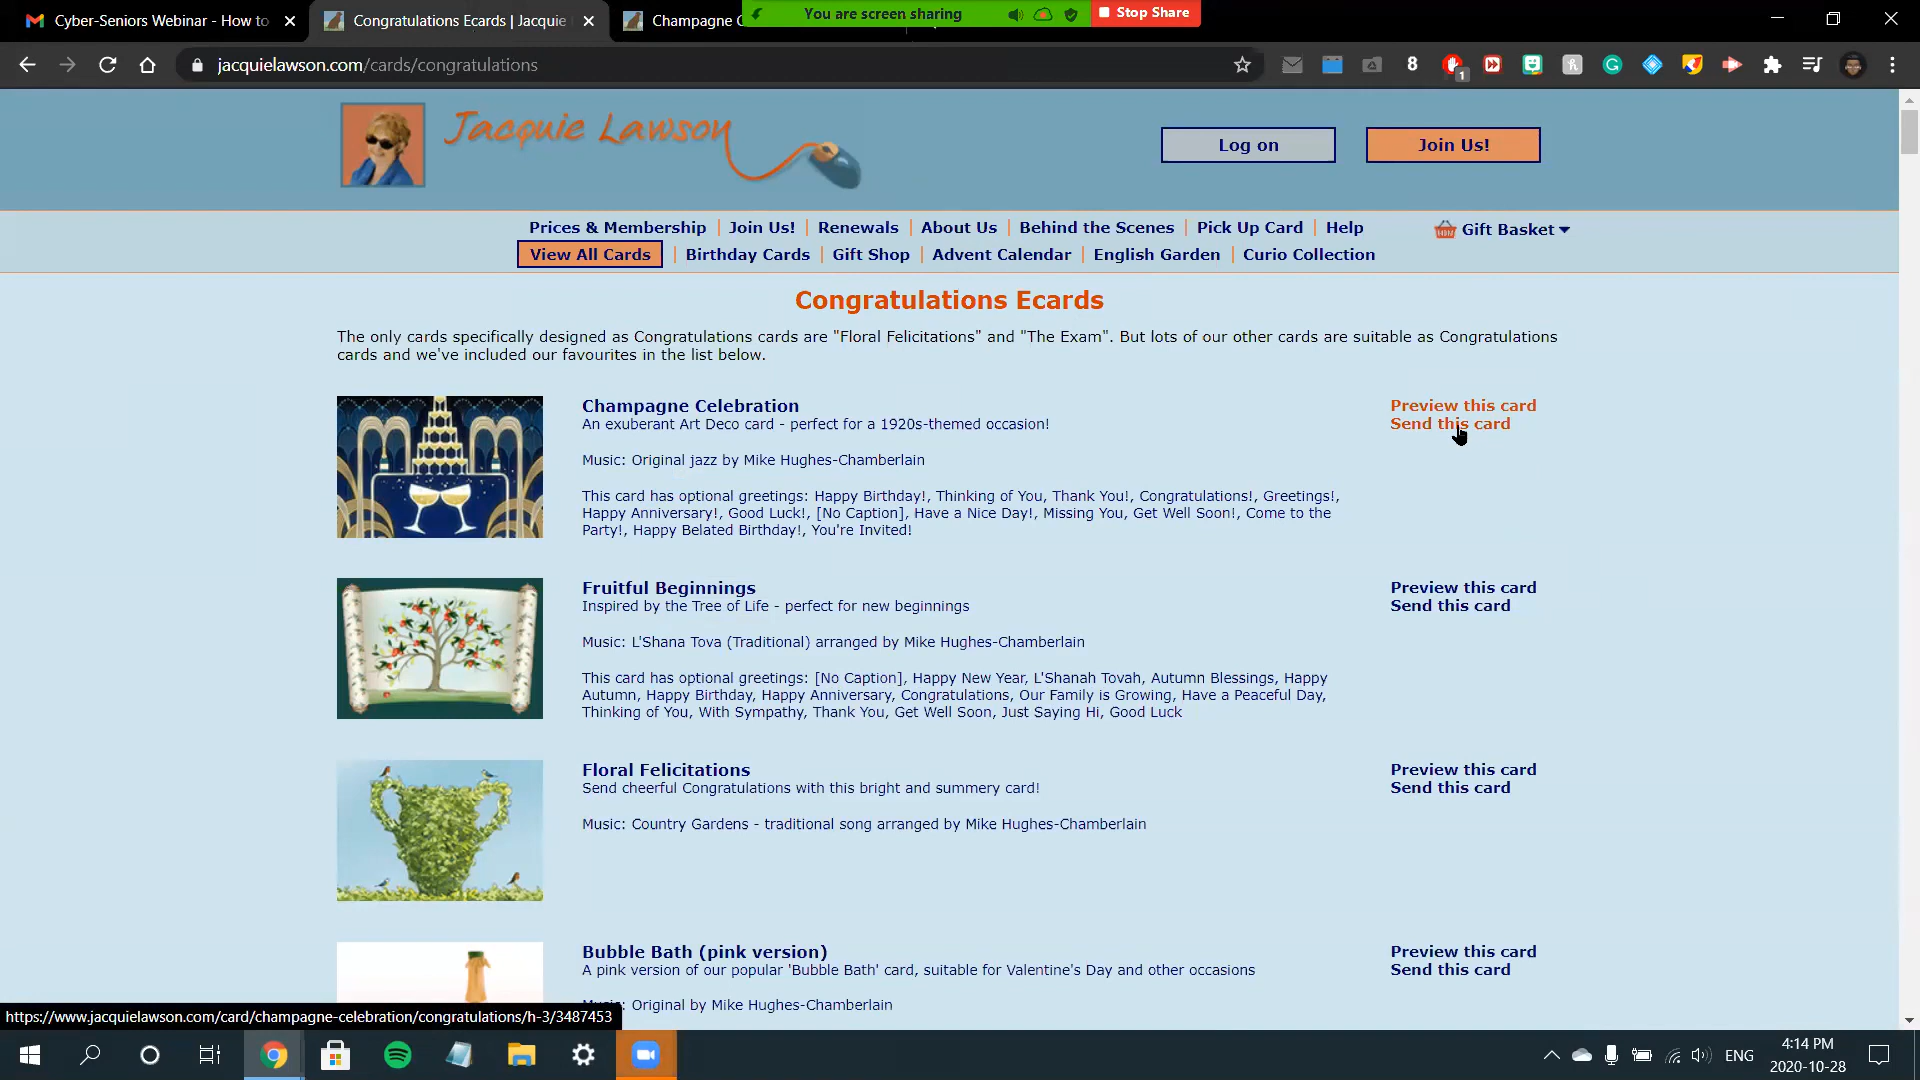 Cyber-Seniors Webinar - How to
Congratulations Ecards | Jacquie
Champagne C
You are screen sharing
Stop Share
jacquielawson.com/cards/congratulations
8
1
Jacquie Lawson
Log on
Join Us!
Prices & Membership | Join Us! | Renewals | About Us | Behind the Scenes | Pick Up Card | Help
Gift Basket
View All Cards | Birthday Cards | Gift Shop | Advent Calendar | English Garden | Curio Collection
Congratulations Ecards
The only cards specifically designed as Congratulations cards are "Floral Felicitations" and "The Exam". But lots of our other cards are suitable as Congratulations
cards and we've included our favourites in the list below.
Champagne Celebration
An exuberant Art Deco card - perfect for a 1920s-themed occasion!
Music: Original jazz by Mike Hughes-Chamberlain
This card has optional greetings: Happy Birthday!, Thinking of You, Thank You!, Congratulations!, Greetings!,
Happy Anniversary!, Good Luck!, [No Caption], Have a Nice Day!, Missing You, Get Well Soon!, Come to the
Party!, Happy Belated Birthday!, You're Invited!
Preview this card
Send this card
Fruitful Beginnings
Inspired by the Tree of Life - perfect for new beginnings
Music: L'Shana Tova (Traditional) arranged by Mike Hughes-Chamberlain
This card has optional greetings: [No Caption], Happy New Year, L'Shanah Tovah, Autumn Blessings, Happy
Autumn, Happy Birthday, Happy Anniversary, Congratulations, Our Family is Growing, Have a Peaceful Day,
Thinking of You, With Sympathy, Thank You, Get Well Soon, Just Saying Hi, Good Luck
Preview this card
Send this card
Floral Felicitations
Send cheerful Congratulations with this bright and summery card!
Music: Country Gardens - traditional song arranged by Mike Hughes-Chamberlain
Preview this card
Send this card
Bubble Bath (pink version)
A pink version of our popular 'Bubble Bath' card, suitable for Valentine's Day and other occasions
Music: Original by Mike Hughes-Chamberlain
Preview this card
Send this card
https://www.jacquielawson.com/card/champagne-celebration/congratulations/h-3/3487453
ENG
4:14 PM
2020-10-28